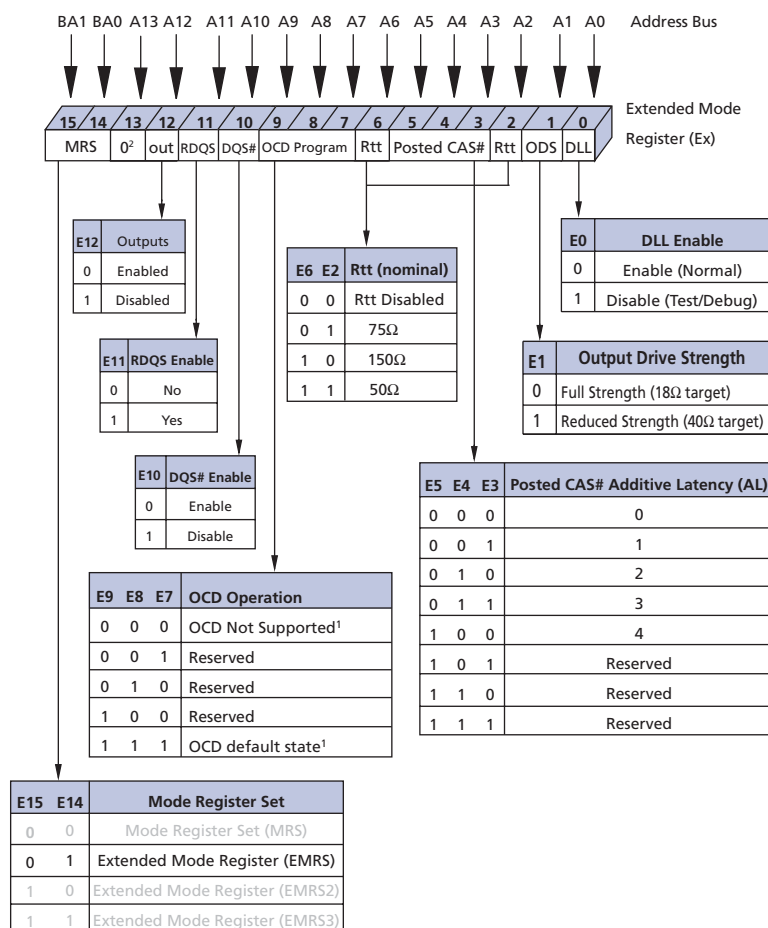 BA1 BA0 A13 A12 A11 A10 A9 A8 A7 A6 A5 A4 A3 A2 A1 A0 Address Bus
15 14 13 12 11 10 9 8 7 6 5 4 3 2 1 0
Extended Mode
Register (Ex)
MRS 0² out RDQS DQS# OCD Program Rtt Posted CAS# Rtt ODS DLL
E12 Outputs
0 Enabled
1 Disabled
E6 E2 Rtt (nominal)
0 0 Rtt Disabled
0 1 75Ω
1 0 150Ω
1 1 50Ω
E0 DLL Enable
0 Enable (Normal)
1 Disable (Test/Debug)
E11 RDQS Enable
0 No
1 Yes
E1 Output Drive Strength
0 Full Strength (18Ω target)
1 Reduced Strength (40Ω target)
E10 DQS# Enable
0 Enable
1 Disable
E5 E4 E3 Posted CAS# Additive Latency (AL)
0 0 0 0
0 0 1 1
0 1 0 2
0 1 1 3
1 0 0 4
1 0 1 Reserved
1 1 0 Reserved
1 1 1 Reserved
E9 E8 E7 OCD Operation
0 0 0 OCD Not Supported¹
0 0 1 Reserved
0 1 0 Reserved
1 0 0 Reserved
1 1 1 OCD default state¹
E15 E14 Mode Register Set
0 0 Mode Register Set (MRS)
0 1 Extended Mode Register (EMRS)
1 0 Extended Mode Register (EMRS2)
1 1 Extended Mode Register (EMRS3)